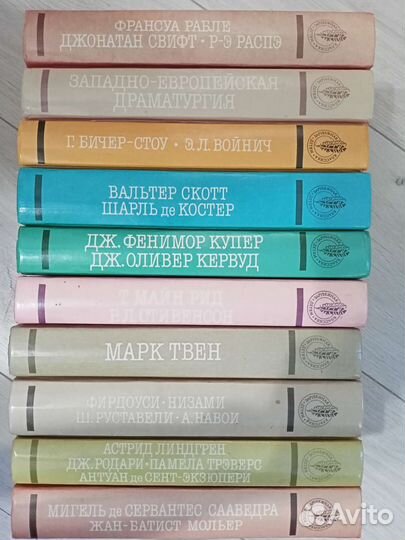 ФРАНСУА РАБЛЕ
ДЖОНАТАН СВИФТ · Р-Э РАСПЭ
ЗАПАДНО-ЕВРОПЕЙСКАЯ
ДРАМАТУРГИЯ
Г. БИЧЕР-СТОУ · Э.Л. ВОЙНИЧ
ВАЛЬТЕР СКОТТ
ШАРЛЬ де КОСТЕР
ДЖ. ФЕНИМОР КУПЕР
ДЖ. ОЛИВЕР КЕРВУД
Т. МАЙН РИД
Р.Л. СТИВЕНСОН
МАРК ТВЕН
ФИРДОУСИ · НИЗАМИ
Ш. РУСТАВЕЛИ · А. НАВОИ
АСТРИД ЛИНДГРЕН
ДЖ. РОДАРИ · ПАМЕЛА ТРЭВЕРС
АНТУАН де СЕНТ-ЭКЗЮПЕРИ
МИГЕЛЬ де СЕРВАНТЕС СААВЕДРА
ЖАН-БАТИСТ МОЛЬЕР
Avito